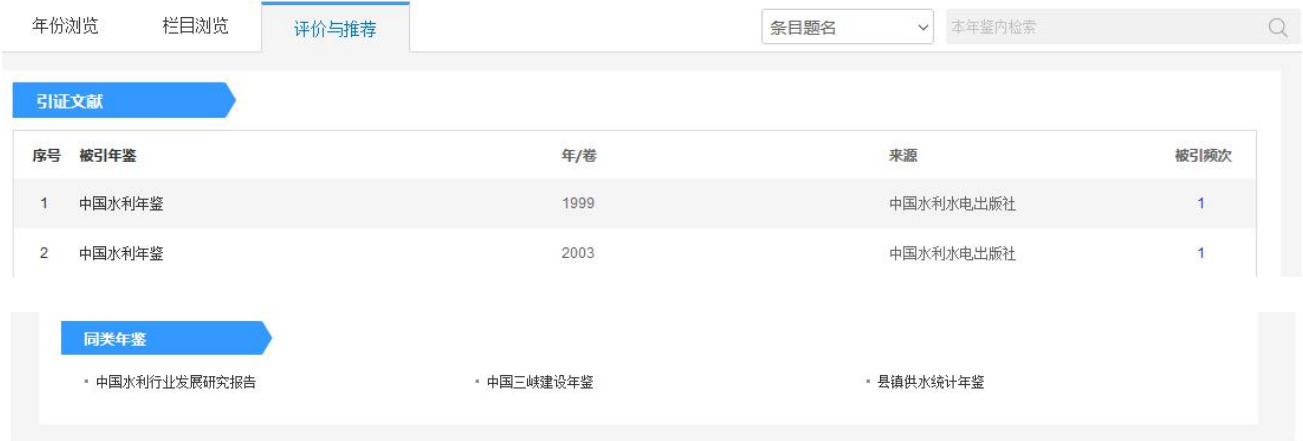 年份浏览 栏目浏览 评价与推荐 条目题名 本年鉴内检索
引证文献
序号 被引年鉴 年/卷 来源 被引频次
1 中国水利年鉴 1999 中国水利水电出版社 1
2 中国水利年鉴 2003 中国水利水电出版社 1
同类年鉴
▪ 中国水利行业发展研究报告 ▪ 中国三峡建设年鉴 ▪ 县镇供水统计年鉴